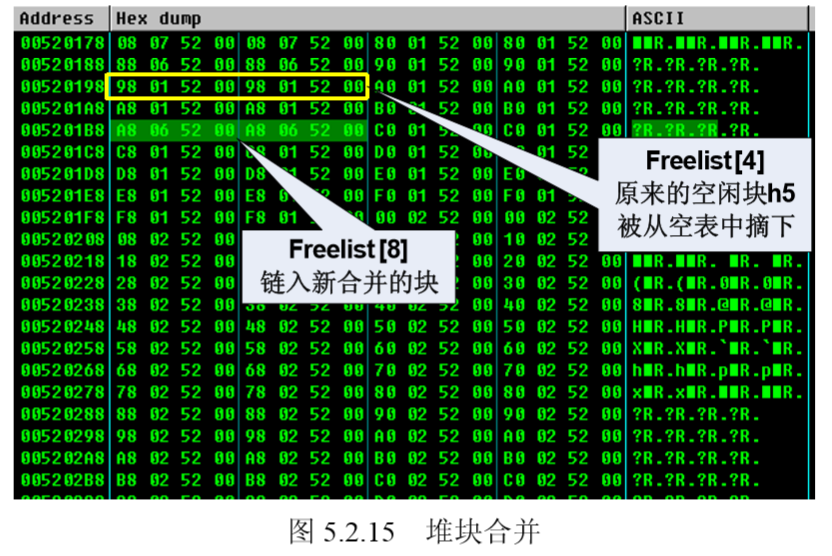 Address Hex dump ASCII
00520178 08 07 52 00 08 07 52 00 80 01 52 00 80 01 52 00 ■■R.■■R.■■R.■■R.
00520188 88 06 52 00 88 06 52 00 90 01 52 00 90 01 52 00 ?R.?R.?R.?R.
00520198 98 01 52 00 98 01 52 00 A0 01 52 00 A0 01 52 00 ?R.?R.?R.?R.
005201A8 A8 01 52 00 A8 01 52 00 B0 01 52 00 B0 01 52 00 ?R.?R.?R.?R.
005201B8 A8 06 52 00 A8 06 52 00 C0 01 52 00 C0 01 52 00 ?R.?R.?R.?R.
005201C8 C8 01 52 00 01 52 00 D0 01 52 00
005201D8 D8 01 52 00 D8 52 00 E0 01 52 00 E0
005201E8 E8 01 52 00 E8 52 00 F0 01 52 00 F0
005201F8 F8 01 52 00 F8 01 00 02 52 00 00 02 52
Freelist[4]
原来的空闲块h5
被从空表中摘下
00520208 08 02 52 00 52 00 10 02 52
Freelist[8]
链入新合并的块
00520218 18 02 52 00 52 00 20 02 52 00 ■■R.■■R. ■R. ■R.
00520228 28 02 52 00 52 00 30 02 52 00 (■R.(■R.0■R.0■R.
00520238 38 02 52 00 38 02 52 00 40 02 52 00 40 02 52 00 8■R.8■R.@■R.@■R.
00520248 48 02 52 00 48 02 52 00 50 02 52 00 50 02 52 00 H■R.H■R.P■R.P■R.
00520258 58 02 52 00 58 02 52 00 60 02 52 00 60 02 52 00 X■R.X■R.`■R.`■R.
00520268 68 02 52 00 68 02 52 00 70 02 52 00 70 02 52 00 h■R.h■R.p■R.p■R.
00520278 78 02 52 00 78 02 52 00 80 02 52 00 80 02 52 00 x■R.x■R.■■R.■■R.
00520288 88 02 52 00 88 02 52 00 90 02 52 00 90 02 52 00 ?R.?R.?R.?R.
00520298 98 02 52 00 98 02 52 00 A0 02 52 00 A0 02 52 00 ?R.?R.?R.?R.
005202A8 A8 02 52 00 A8 02 52 00 B0 02 52 00 B0 02 52 00 ?R.?R.?R.?R.
005202B8 B8 02 52 00 B8 02 52 00 C0 02 52 00 C0 02 52 00 ?R.?R.?R.?R.
图 5.2.15 堆块合并